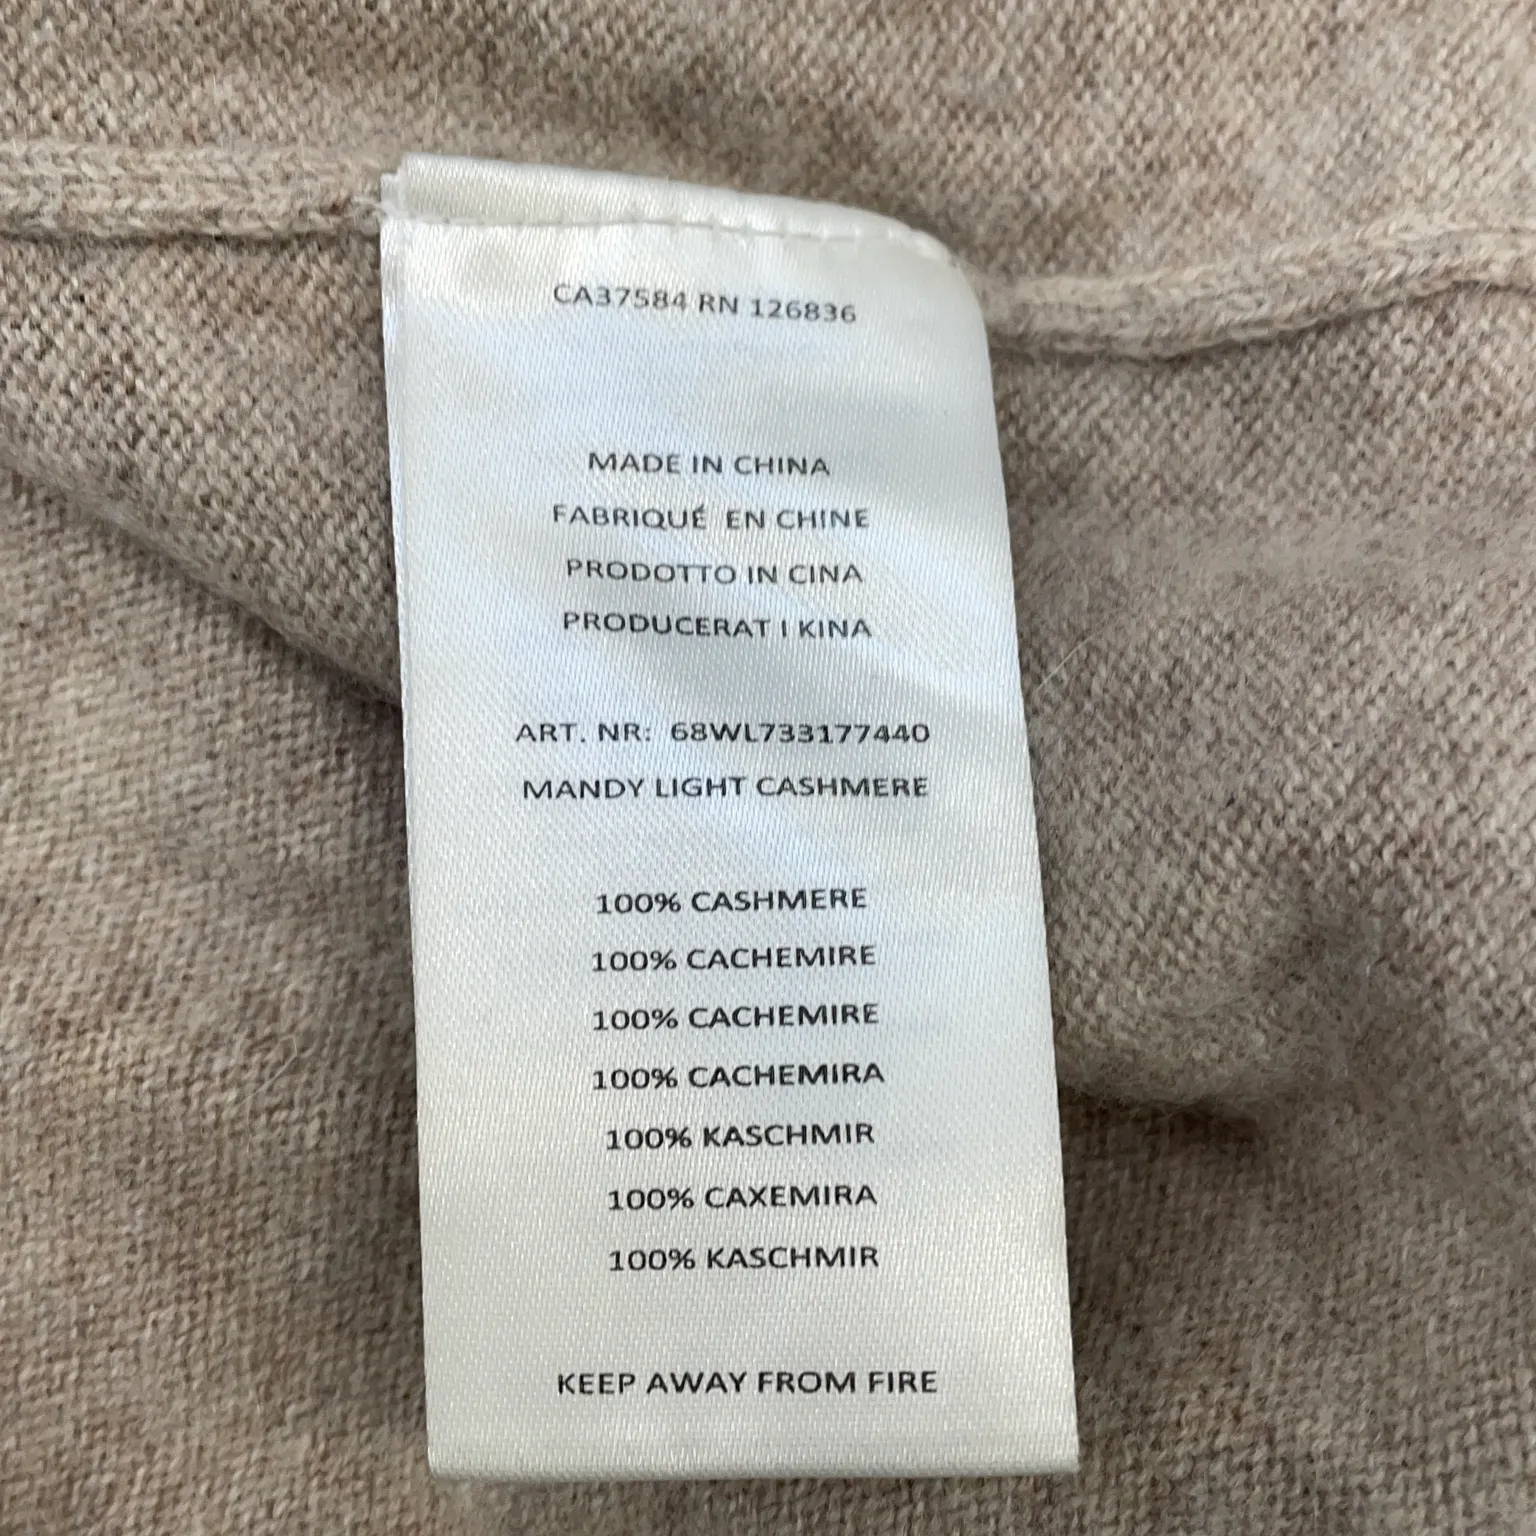 CA37584 RN 126836
MADE IN CHINA
FABRIQUÉ EN CHINE
PRODOTTO IN CINA
PRODUCERAT I KINA
ART. NR: 68WL733177440
MANDY LIGHT CASHMERE
100% CASHMERE
100% CACHEMIRE
100% CACHEMIRE
100% CACHEMIRA
100% KASCHMIR
100% CAXEMIRA
100% KASCHMIR
KEEP AWAY FROM FIRE